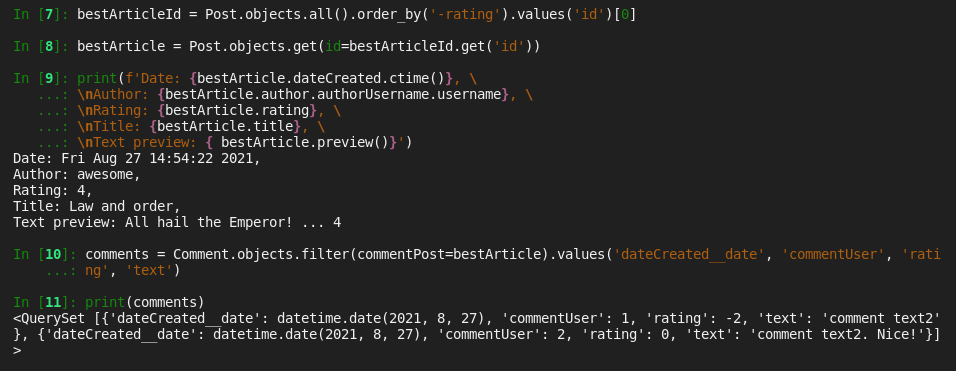 In [7]: bestArticleId = Post.objects.all().order_by('-rating').values('id')[0]
In [8]: bestArticle = Post.objects.get(id=bestArticleId.get('id'))
In [9]: print(f'Date: {bestArticle.dateCreated.ctime()}, \
   ...: \nAuthor: {bestArticle.author.authorUsername.username}, \
   ...: \nRating: {bestArticle.rating}, \
   ...: \nTitle: {bestArticle.title}, \
   ...: \nText preview: { bestArticle.preview()}')
Date: Fri Aug 27 14:54:22 2021,
Author: awesome,
Rating: 4,
Title: Law and order,
Text preview: All hail the Emperor! ... 4
In [10]: comments = Comment.objects.filter(commentPost=bestArticle).values('dateCreated__date', 'commentUser', 'rati
    ...: ng', 'text')
In [11]: print(comments)
<QuerySet [{'dateCreated__date': datetime.date(2021, 8, 27), 'commentUser': 1, 'rating': -2, 'text': 'comment text2'
}, {'dateCreated__date': datetime.date(2021, 8, 27), 'commentUser': 2, 'rating': 0, 'text': 'comment text2. Nice!'}]
>